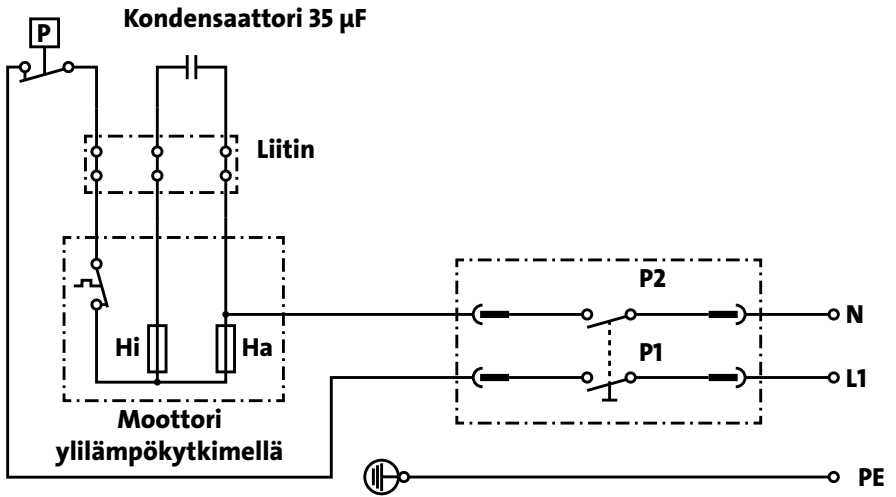 Kondensaattori 35 µF
P
Liitin
P2
N
Hi
Ha
P1
L1
Moottori
ylilämpökytkimellä
PE